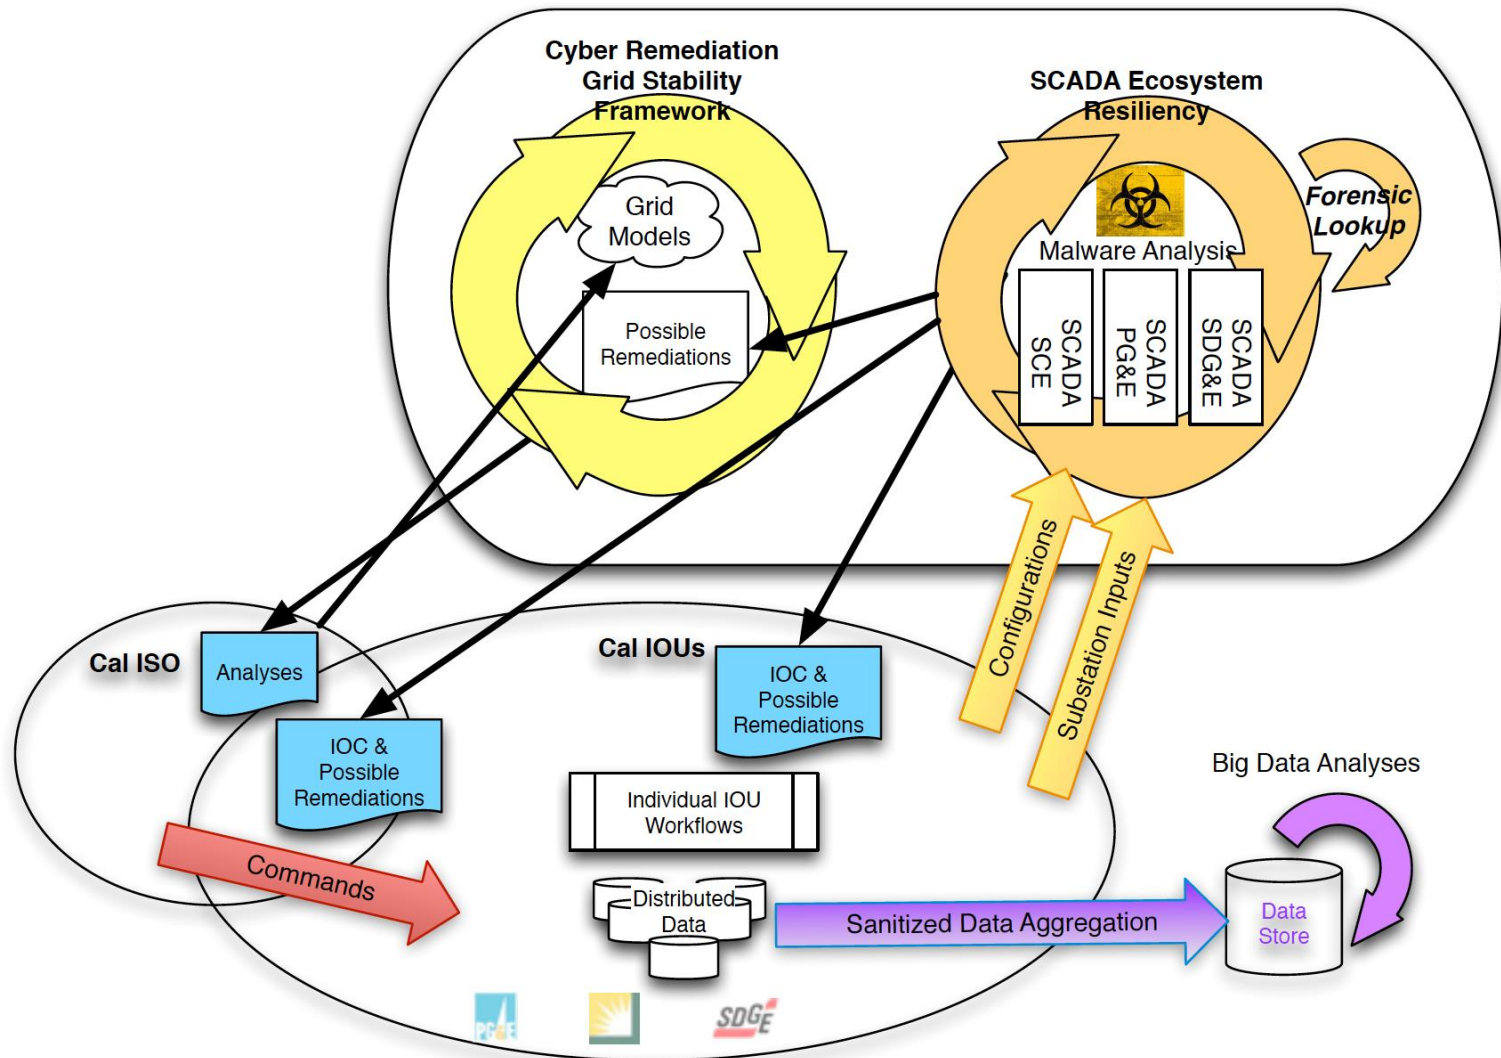 Cyber Remediation
Grid Stability
Framework
SCADA Ecosystem
Resiliency
Grid
Models
Possible
Remediations
Malware Analysis
SCADA
SCE
SCADA
PG&E
SCADA
SDG&E
Forensic
Lookup
Configurations
Substation Inputs
Cal ISO
Analyses
IOC &
Possible
Remediations
Cal IOUs
IOC &
Possible
Remediations
Individual IOU
Workflows
Commands
Distributed
Data
Sanitized Data Aggregation
Big Data Analyses
Data
Store
PG&E
SDGE